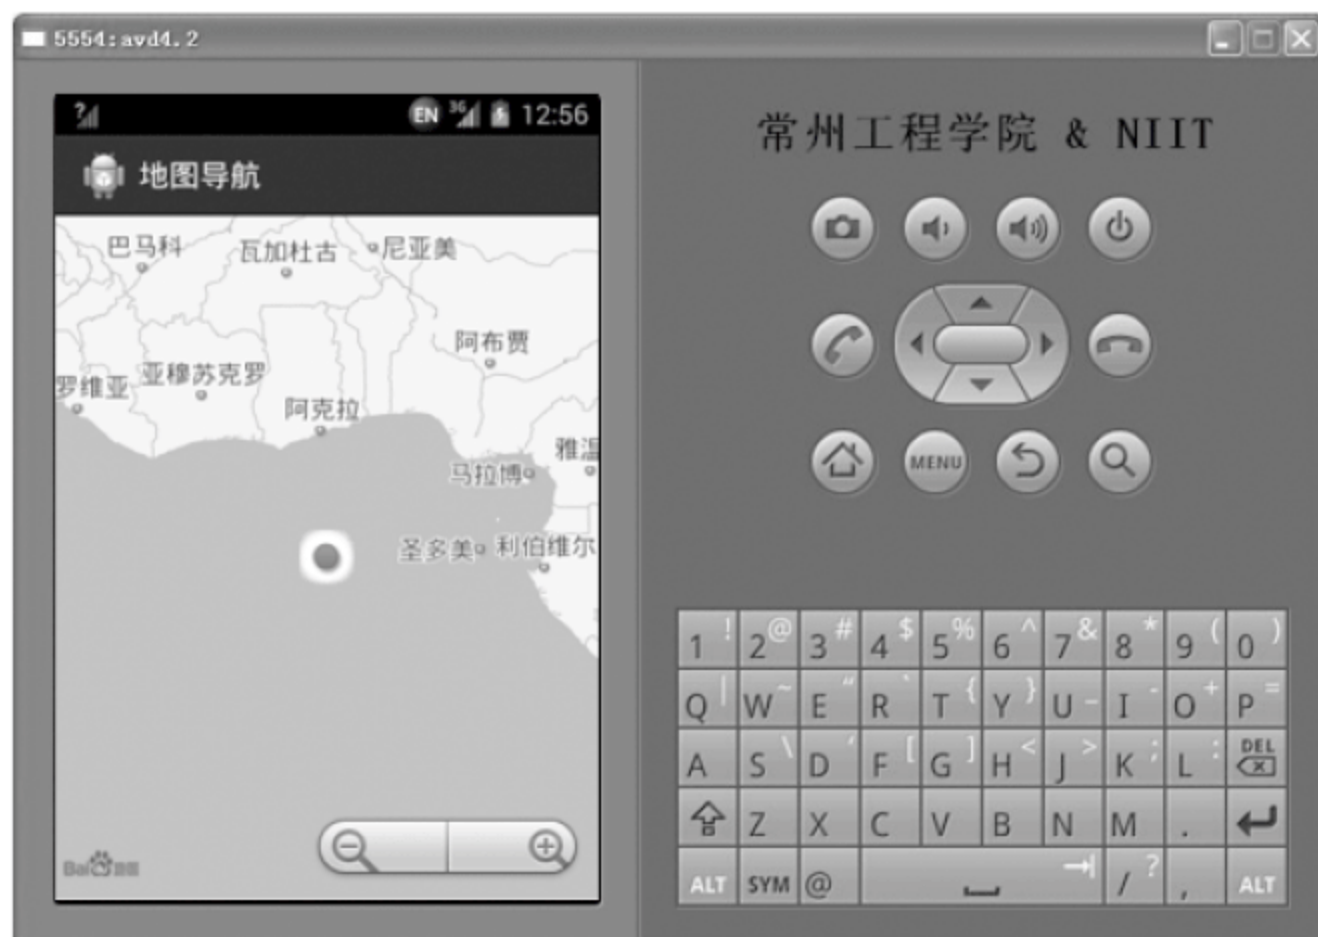 5554:avd4.2
EN 3G 12:56
地图导航
巴马科
瓦加杜古
尼亚美
阿布贾
罗维亚
亚穆苏克罗
阿克拉
雅温
马拉博
圣多美
利伯维尔
Bai
常州工程学院 & NIIT
MENU
1 ! 2 @ 3 # 4 $ 5 % 6 ^ 7 & 8 * 9 ( 0 )
Q | W ~ E " R ` T { Y } U _ I - O + P =
A S \ D ' F [ G ] H < J > K ; L : DEL
Z X C V B N M .
ALT SYM @ / ? , ALT